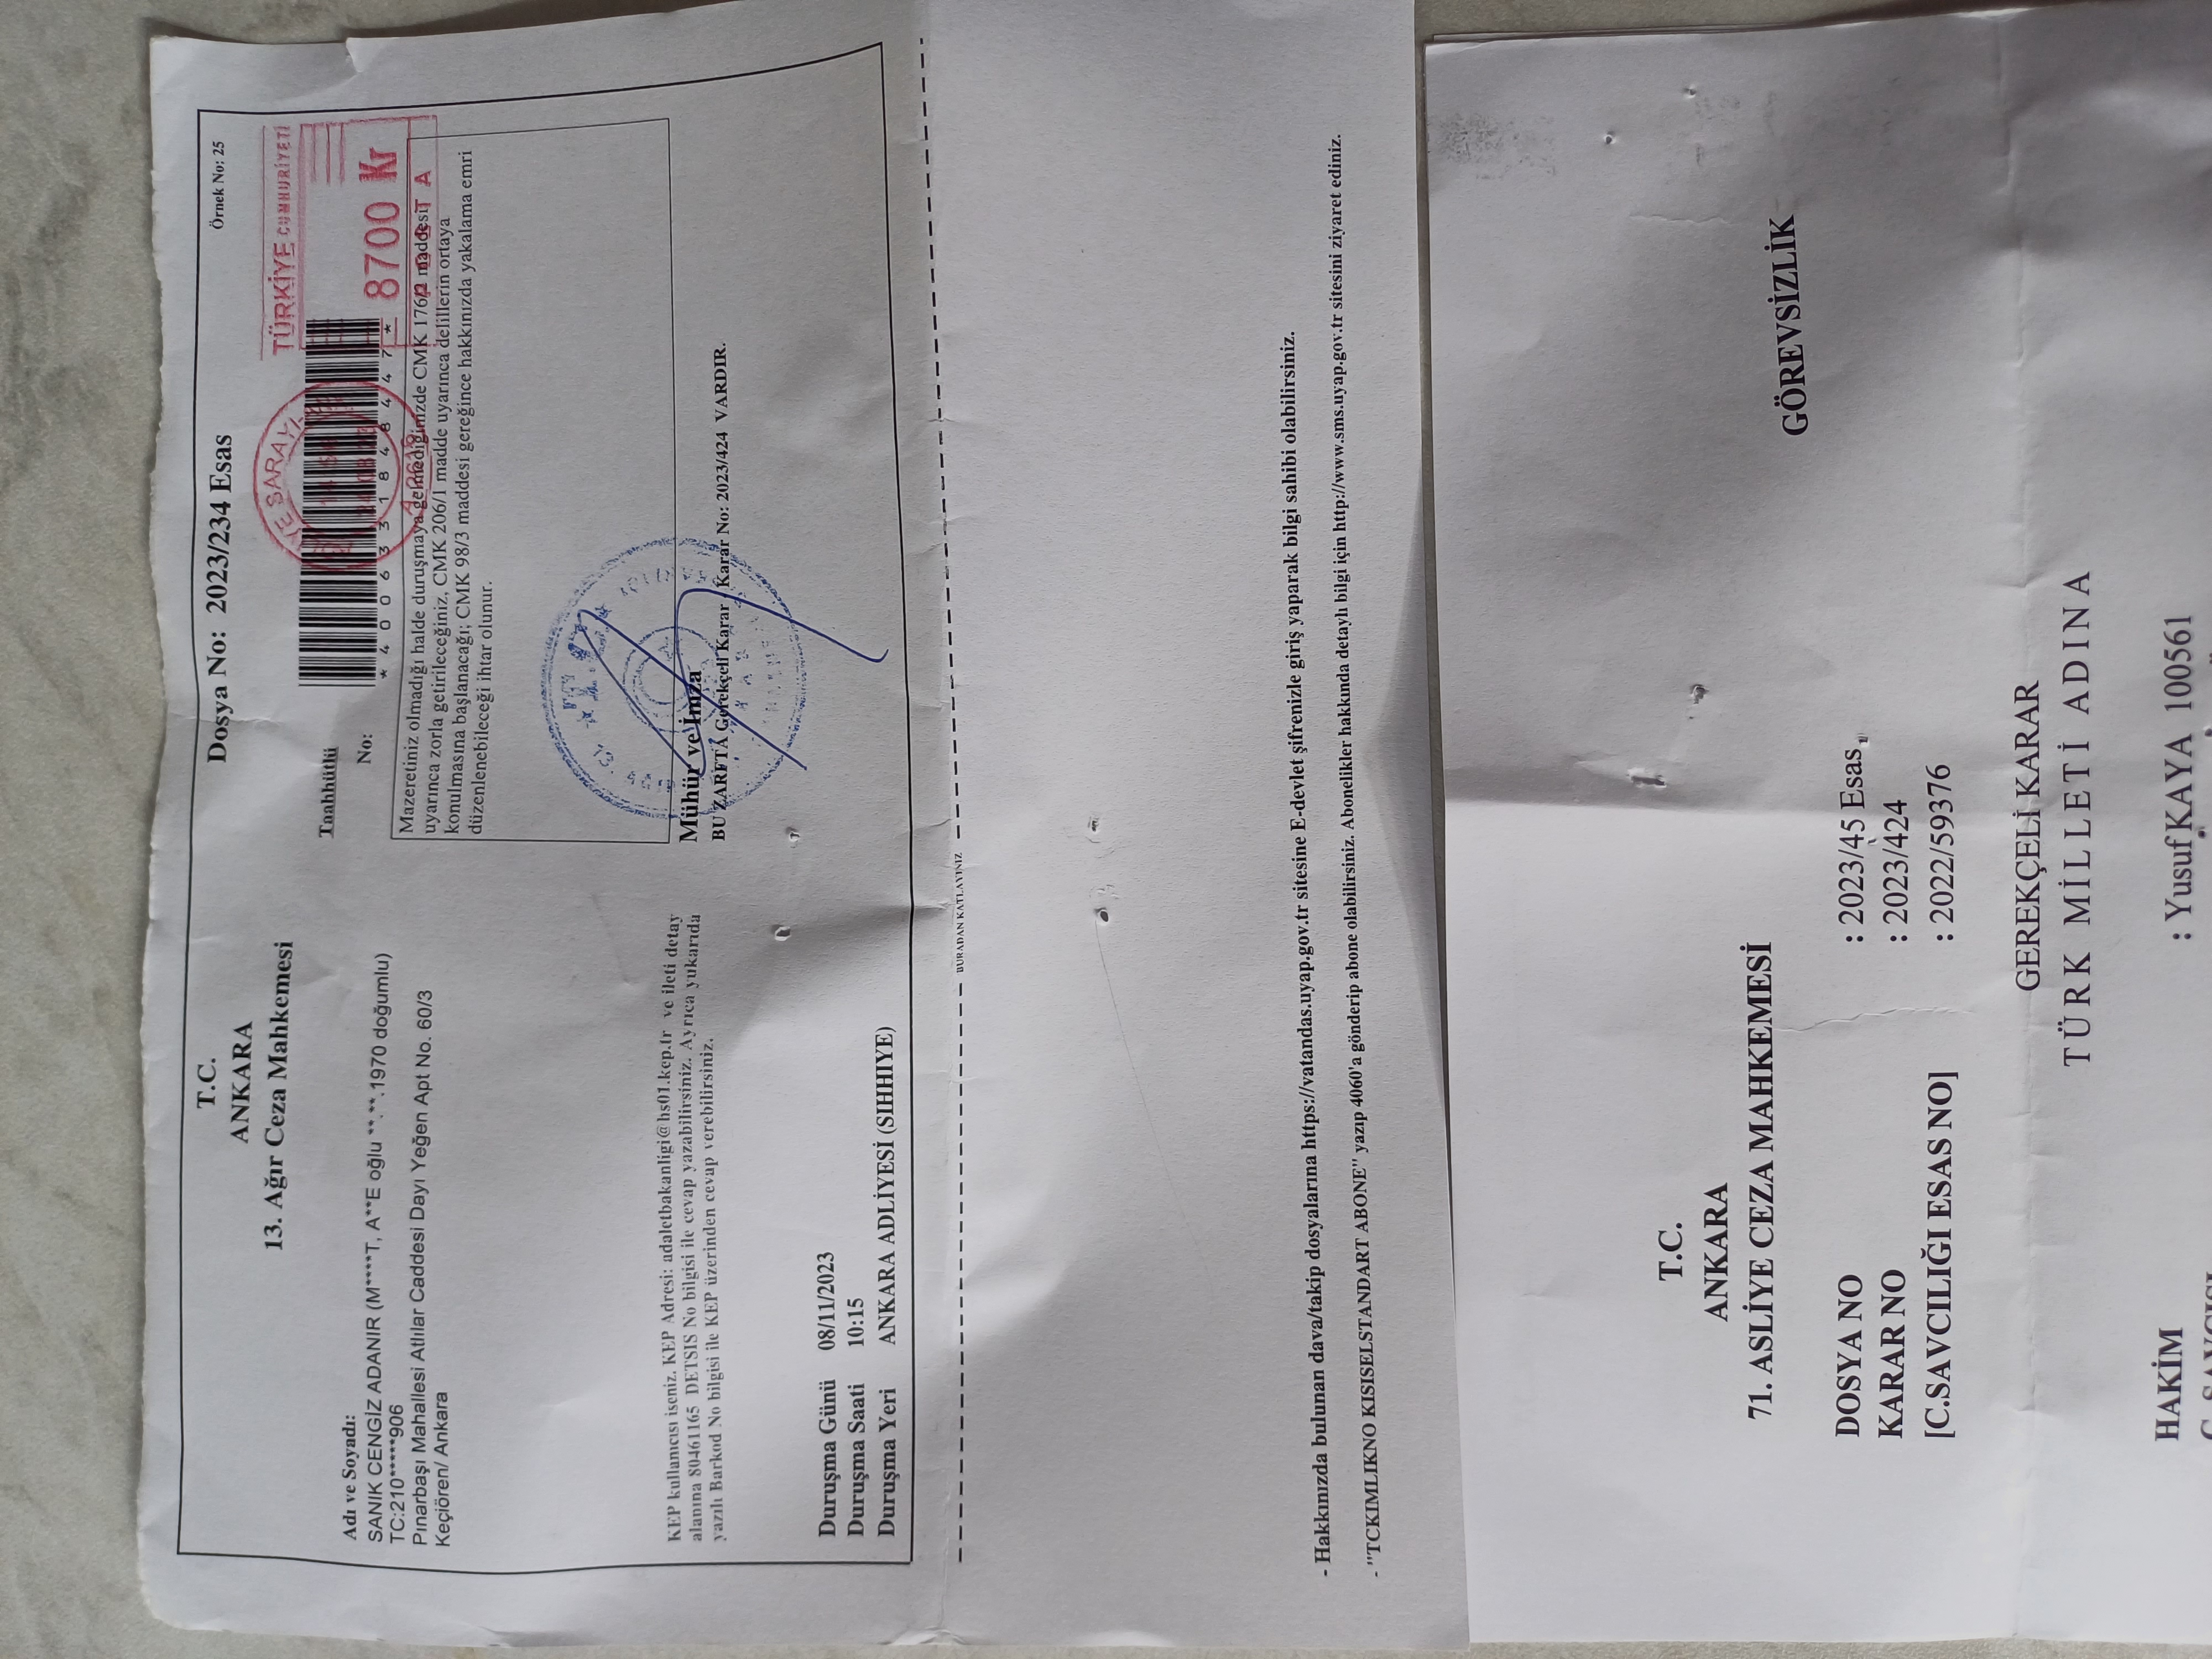 T.C.
ANKARA
13. Ağır Ceza Mahkemesi
Dosya No: 2023/234 Esas
Örnek No: 25
Adı ve Soyadı:
SANIK CENGİZ ADANIR (M****T, A**E oğlu **.**.1970 doğumlu)
TC:210*****906
Pınarbaşı Mahallesi Atlılar Caddesi Dayı Yeğen Apt No. 60/3
Keçiören/ Ankara
Taahhütlü
No:
*4006331848447*
TÜRKİYE CUMHURİYETİ
8700 Kr
POSTA
SARAYI
Mazeretiniz olmadığı halde duruşmaya gelmediğinizde CMK 176/2 maddesi
uyarınca zorla getirileceğiniz, CMK 206/1 madde uyarınca delillerin ortaya
konulmasına başlanacağı; CMK 98/3 maddesi gereğince hakkınızda yakalama emri
düzenlenebileceği ihtar olunur.
T.C.
KEP kullanıcısı iseniz. KEP Adresi: adaletbakanligi@hs01.kep.tr ve ileti detay
alanına 80461165 DETSIS No bilgisi ile cevap yazabilirsiniz. Ayrıca yukarıda
yazılı Barkod No bilgisi ile KEP üzerinden cevap verebilirsiniz.
Mühür ve İmza
BU ZARFTA Gerekçeli Karar Karar No: 2023/424 VARDIR.
Duruşma Günü 08/11/2023
Duruşma Saati 10:15
Duruşma Yeri ANKARA ADLİYESİ (SIHHIYE)
BURADAN KATLAYINIZ
- Hakkınızda bulunan dava/takip dosyalarına https://vatandas.uyap.gov.tr sitesine E-devlet şifrenizle giriş yaparak bilgi sahibi olabilirsiniz.
- "TCKIMLIKNO KISISELSTANDART ABONE" yazıp 4060'a gönderip abone olabilirsiniz. Abonelikler hakkında detaylı bilgi için http://www.sms.uyap.gov.tr sitesini ziyaret ediniz.
T.C.
ANKARA
71. ASLİYE CEZA MAHKEMESİ
GÖREVSİZLİK
DOSYA NO : 2023/45 Esas
KARAR NO : 2023/424
[C.SAVCILIĞI ESAS NO] : 2022/59376
GEREKÇELİ KARAR
TÜRK MİLLETİ ADINA
HAKİM : Yusuf KAYA 100561